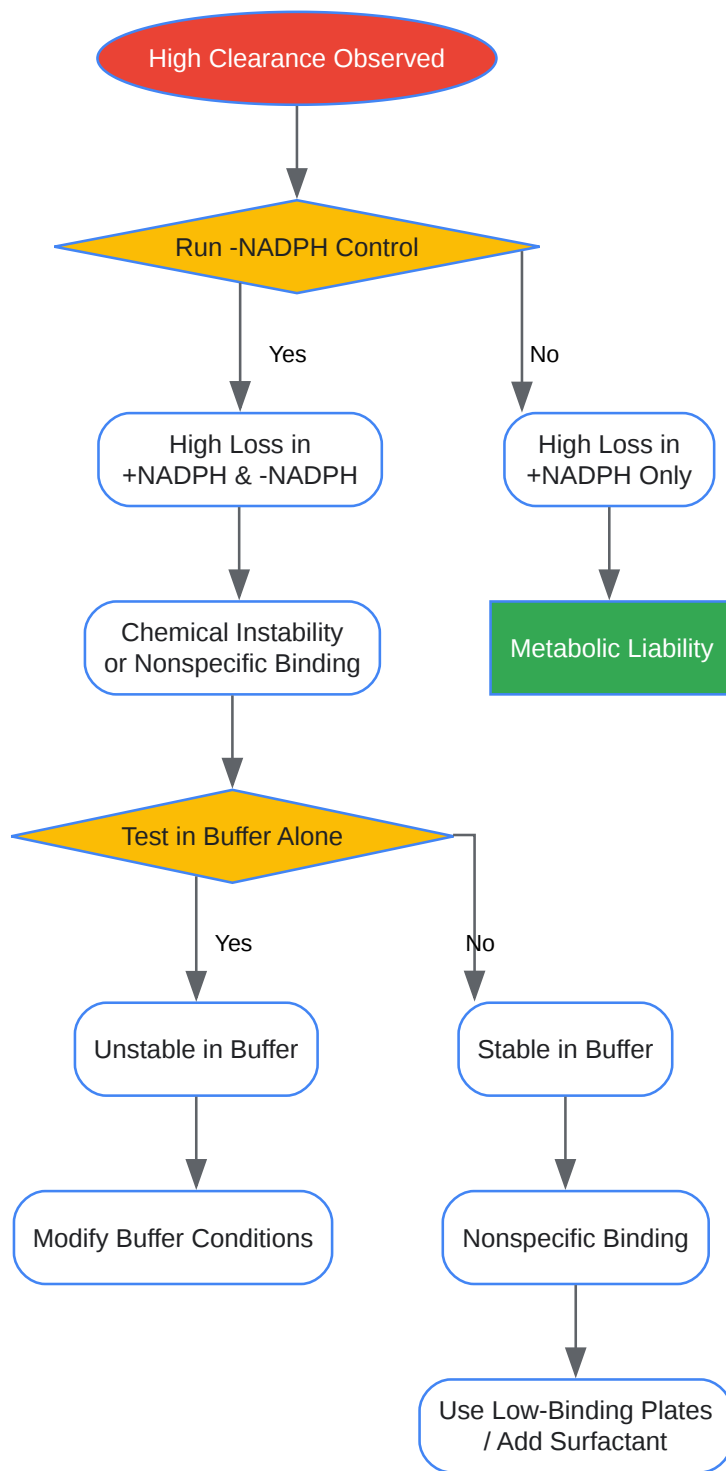 High Clearance Observed
Run -NADPH Control
Yes
No
High Loss in
+NADPH & -NADPH
High Loss in
+NADPH Only
Chemical Instability
or Nonspecific Binding
Metabolic Liability
Test in Buffer Alone
Yes
No
Unstable in Buffer
Stable in Buffer
Modify Buffer Conditions
Nonspecific Binding
Use Low-Binding Plates
/ Add Surfactant